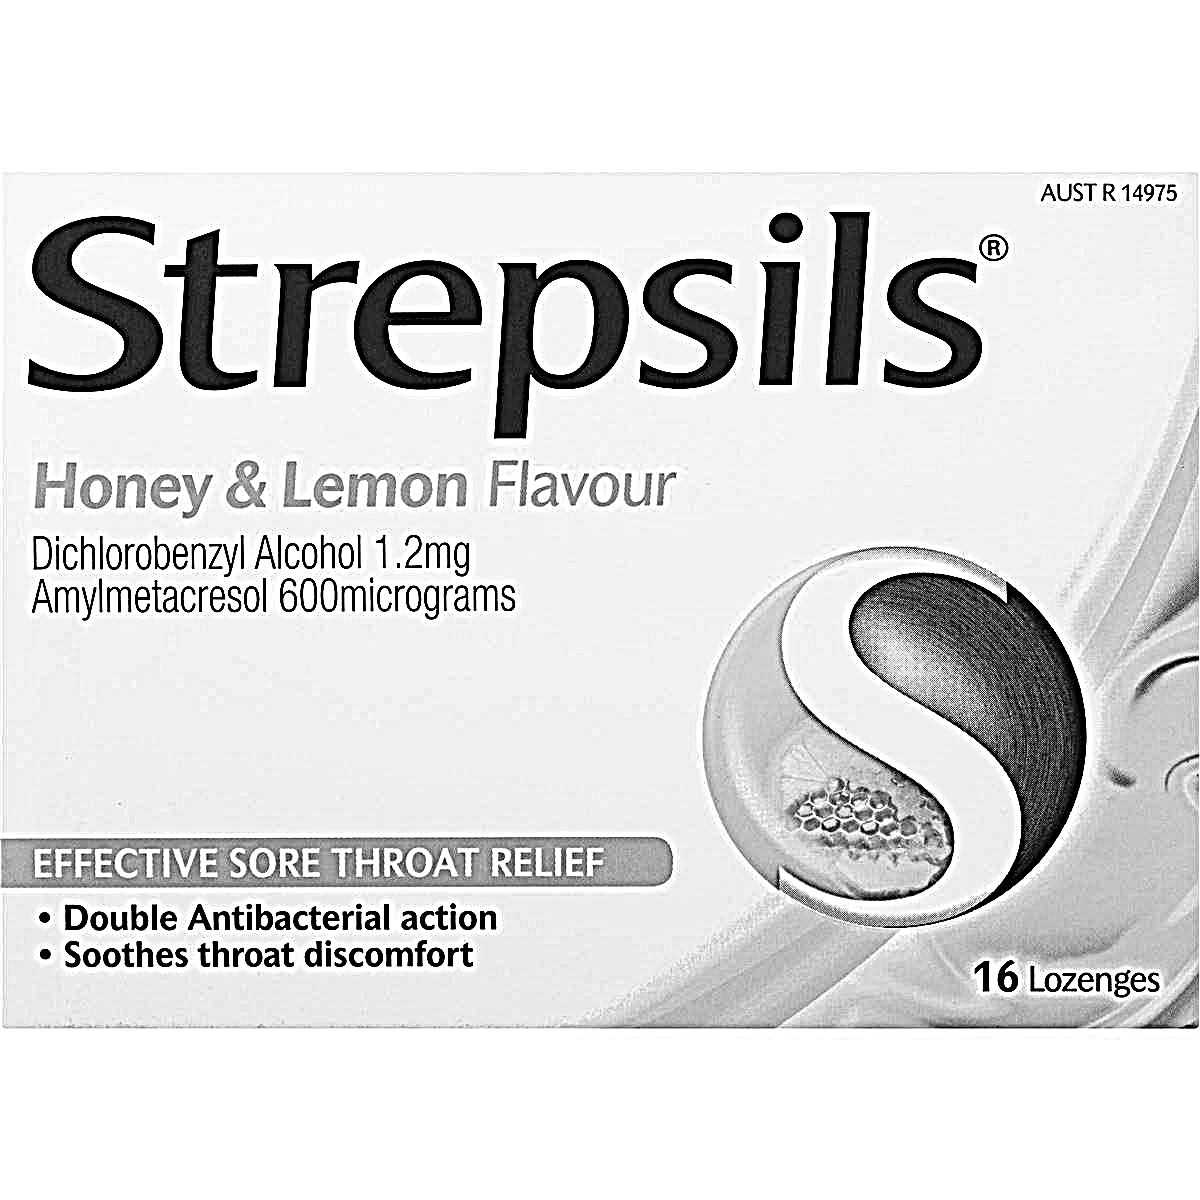 AUST R 14975
Strepsils®
Honey & Lemon Flavour
Dichlorobenzyl Alcohol 1.2mg
Amylmetacresol 600micrograms
EFFECTIVE SORE THROAT RELIEF
• Double Antibacterial action
• Soothes throat discomfort
16 Lozenges